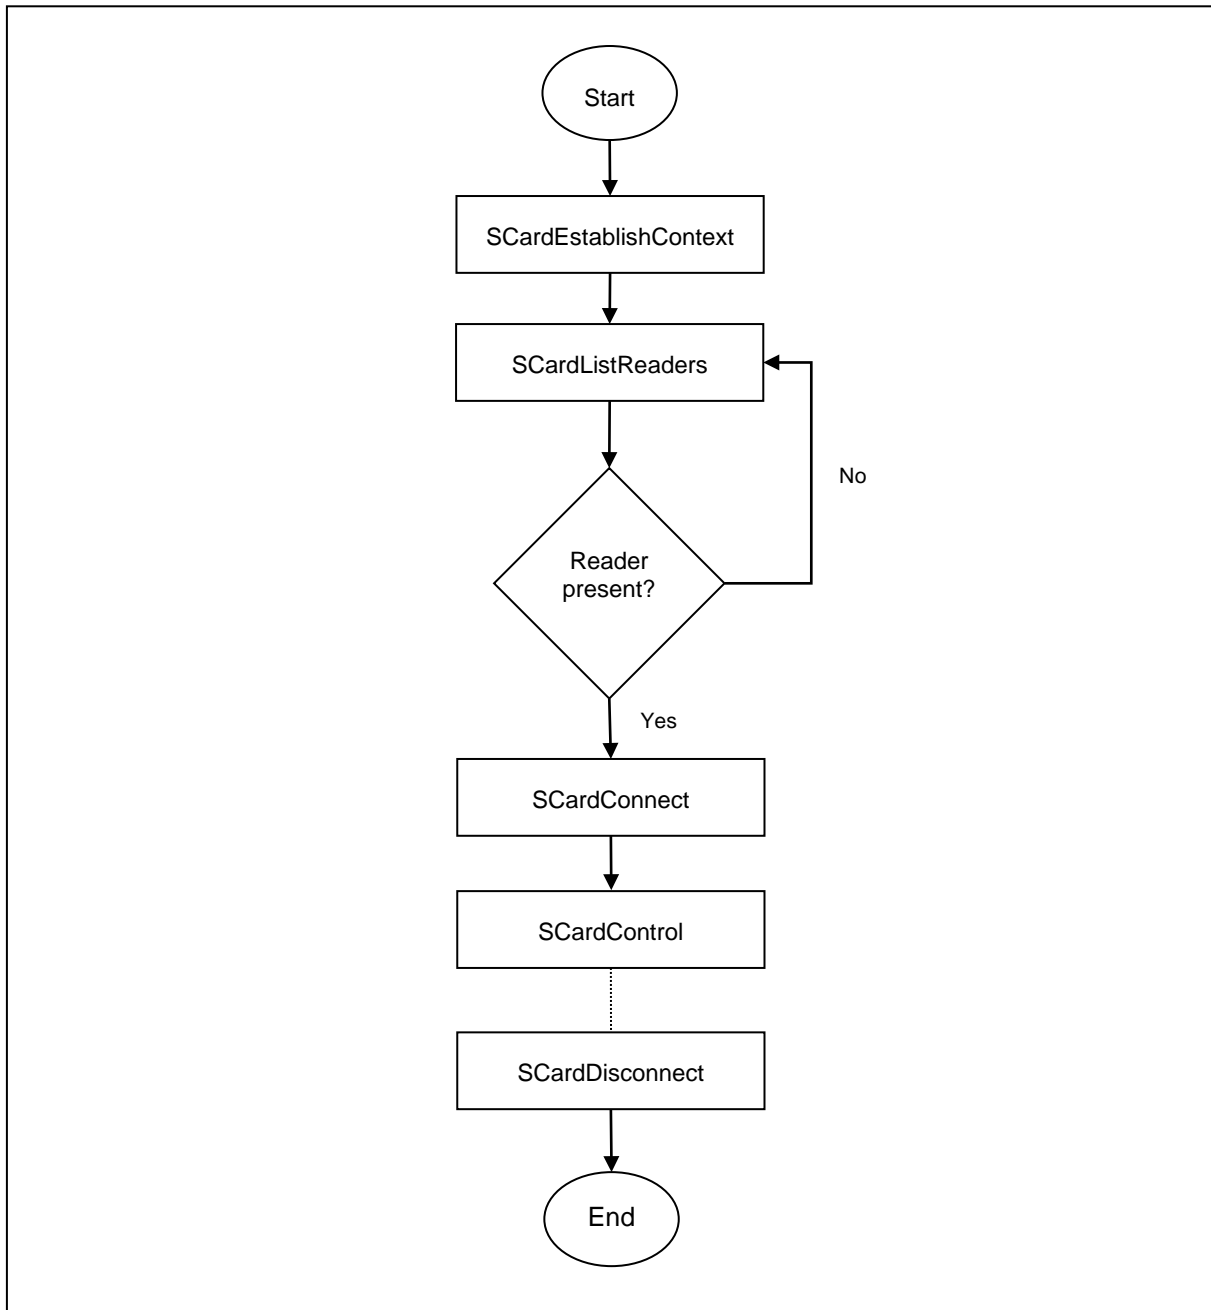 Start
SCardEstablishContext
SCardListReaders
No
Reader
present?
Yes
SCardConnect
SCardControl
SCardDisconnect
End